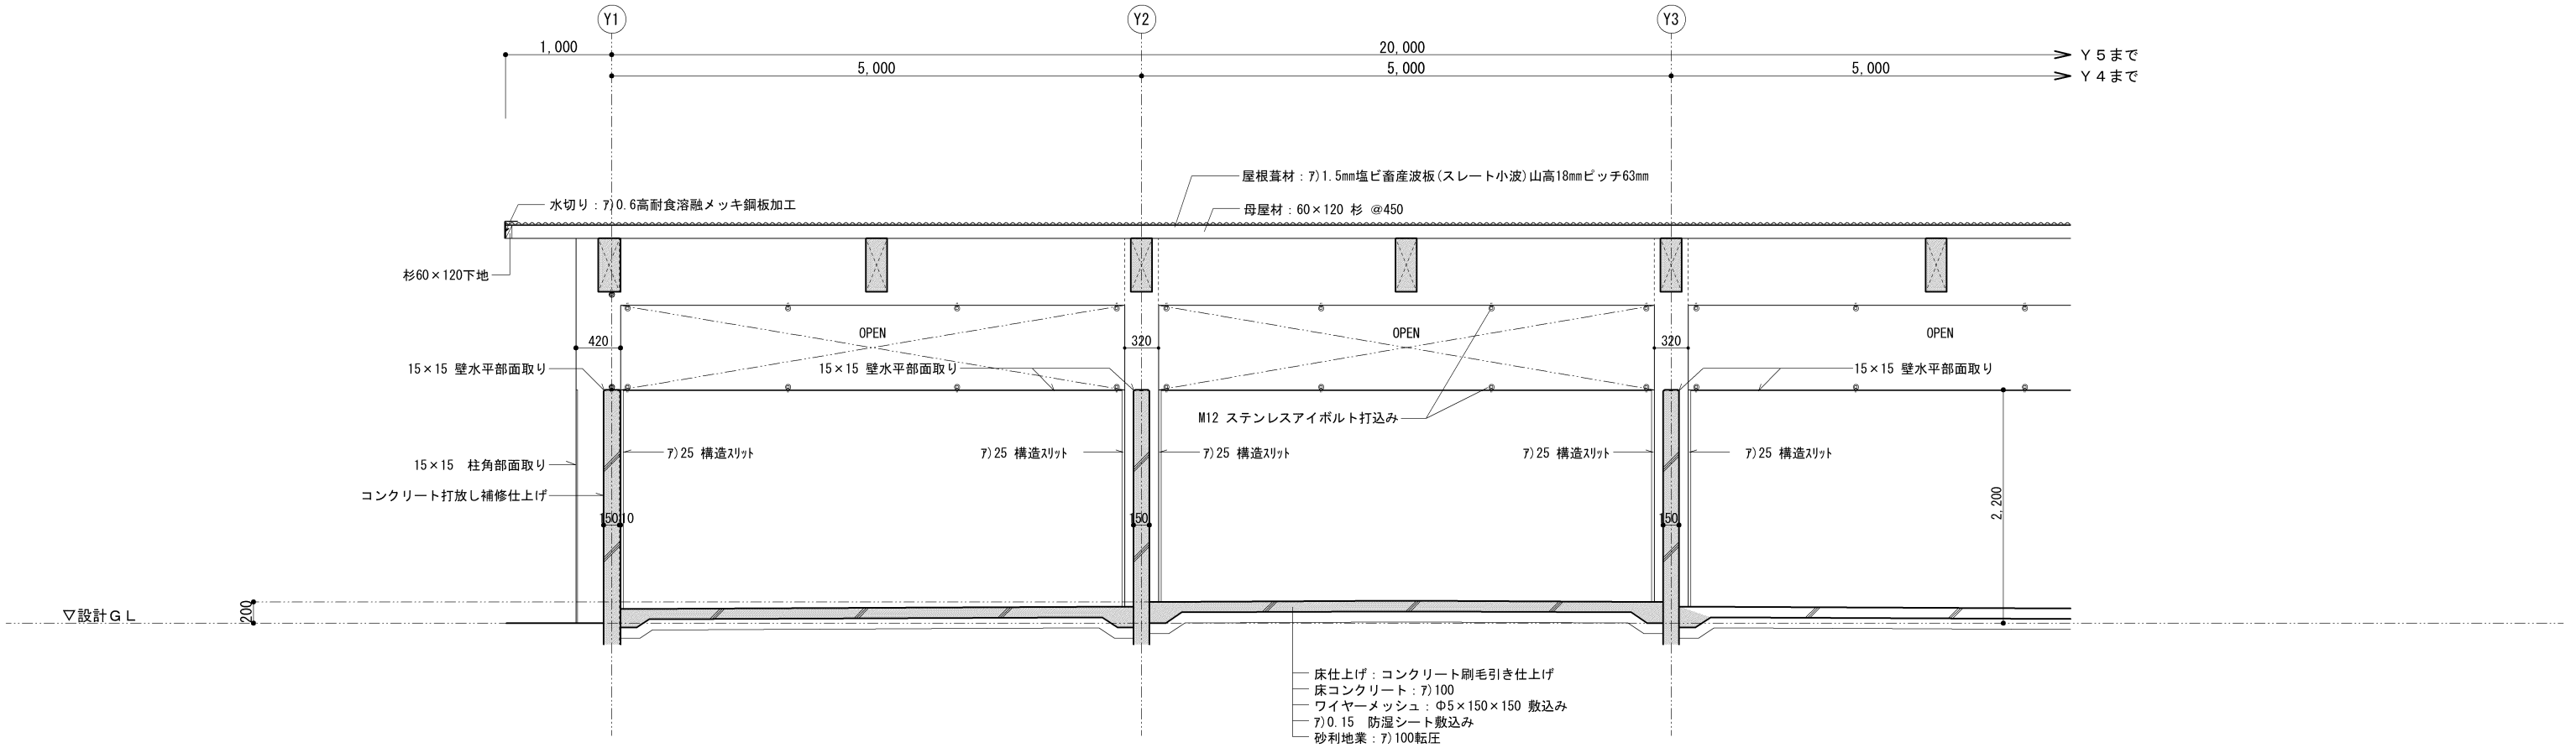 Y1
Y2
Y3
1,000
20,000
Y5まで
5,000
5,000
5,000
Y4まで
屋根葺材：ｱ)1.5mm塩ビ畜産波板(スレート小波)山高18mmピッチ63mm
水切り：ｱ)0.6高耐食溶融メッキ鋼板加工
母屋材：60×120 杉 @450
杉60×120下地
OPEN
OPEN
OPEN
420
320
320
15×15 壁水平部面取り
15×15 壁水平部面取り
15×15 壁水平部面取り
M12 ステンレスアイボルト打込み
ｱ)25 構造ｽﾘｯﾄ
ｱ)25 構造ｽﾘｯﾄ
ｱ)25 構造ｽﾘｯﾄ
ｱ)25 構造ｽﾘｯﾄ
ｱ)25 構造ｽﾘｯﾄ
15×15　柱角部面取り
コンクリート打放し補修仕上げ
2,200
150
10
150
150
200
▽設計ＧＬ
床仕上げ：コンクリート刷毛引き仕上げ
床コンクリート：ｱ)100
ワイヤーメッシュ：Φ5×150×150 敷込み
ｱ)0.15　防湿シート敷込み
砂利地業：ｱ)100転圧